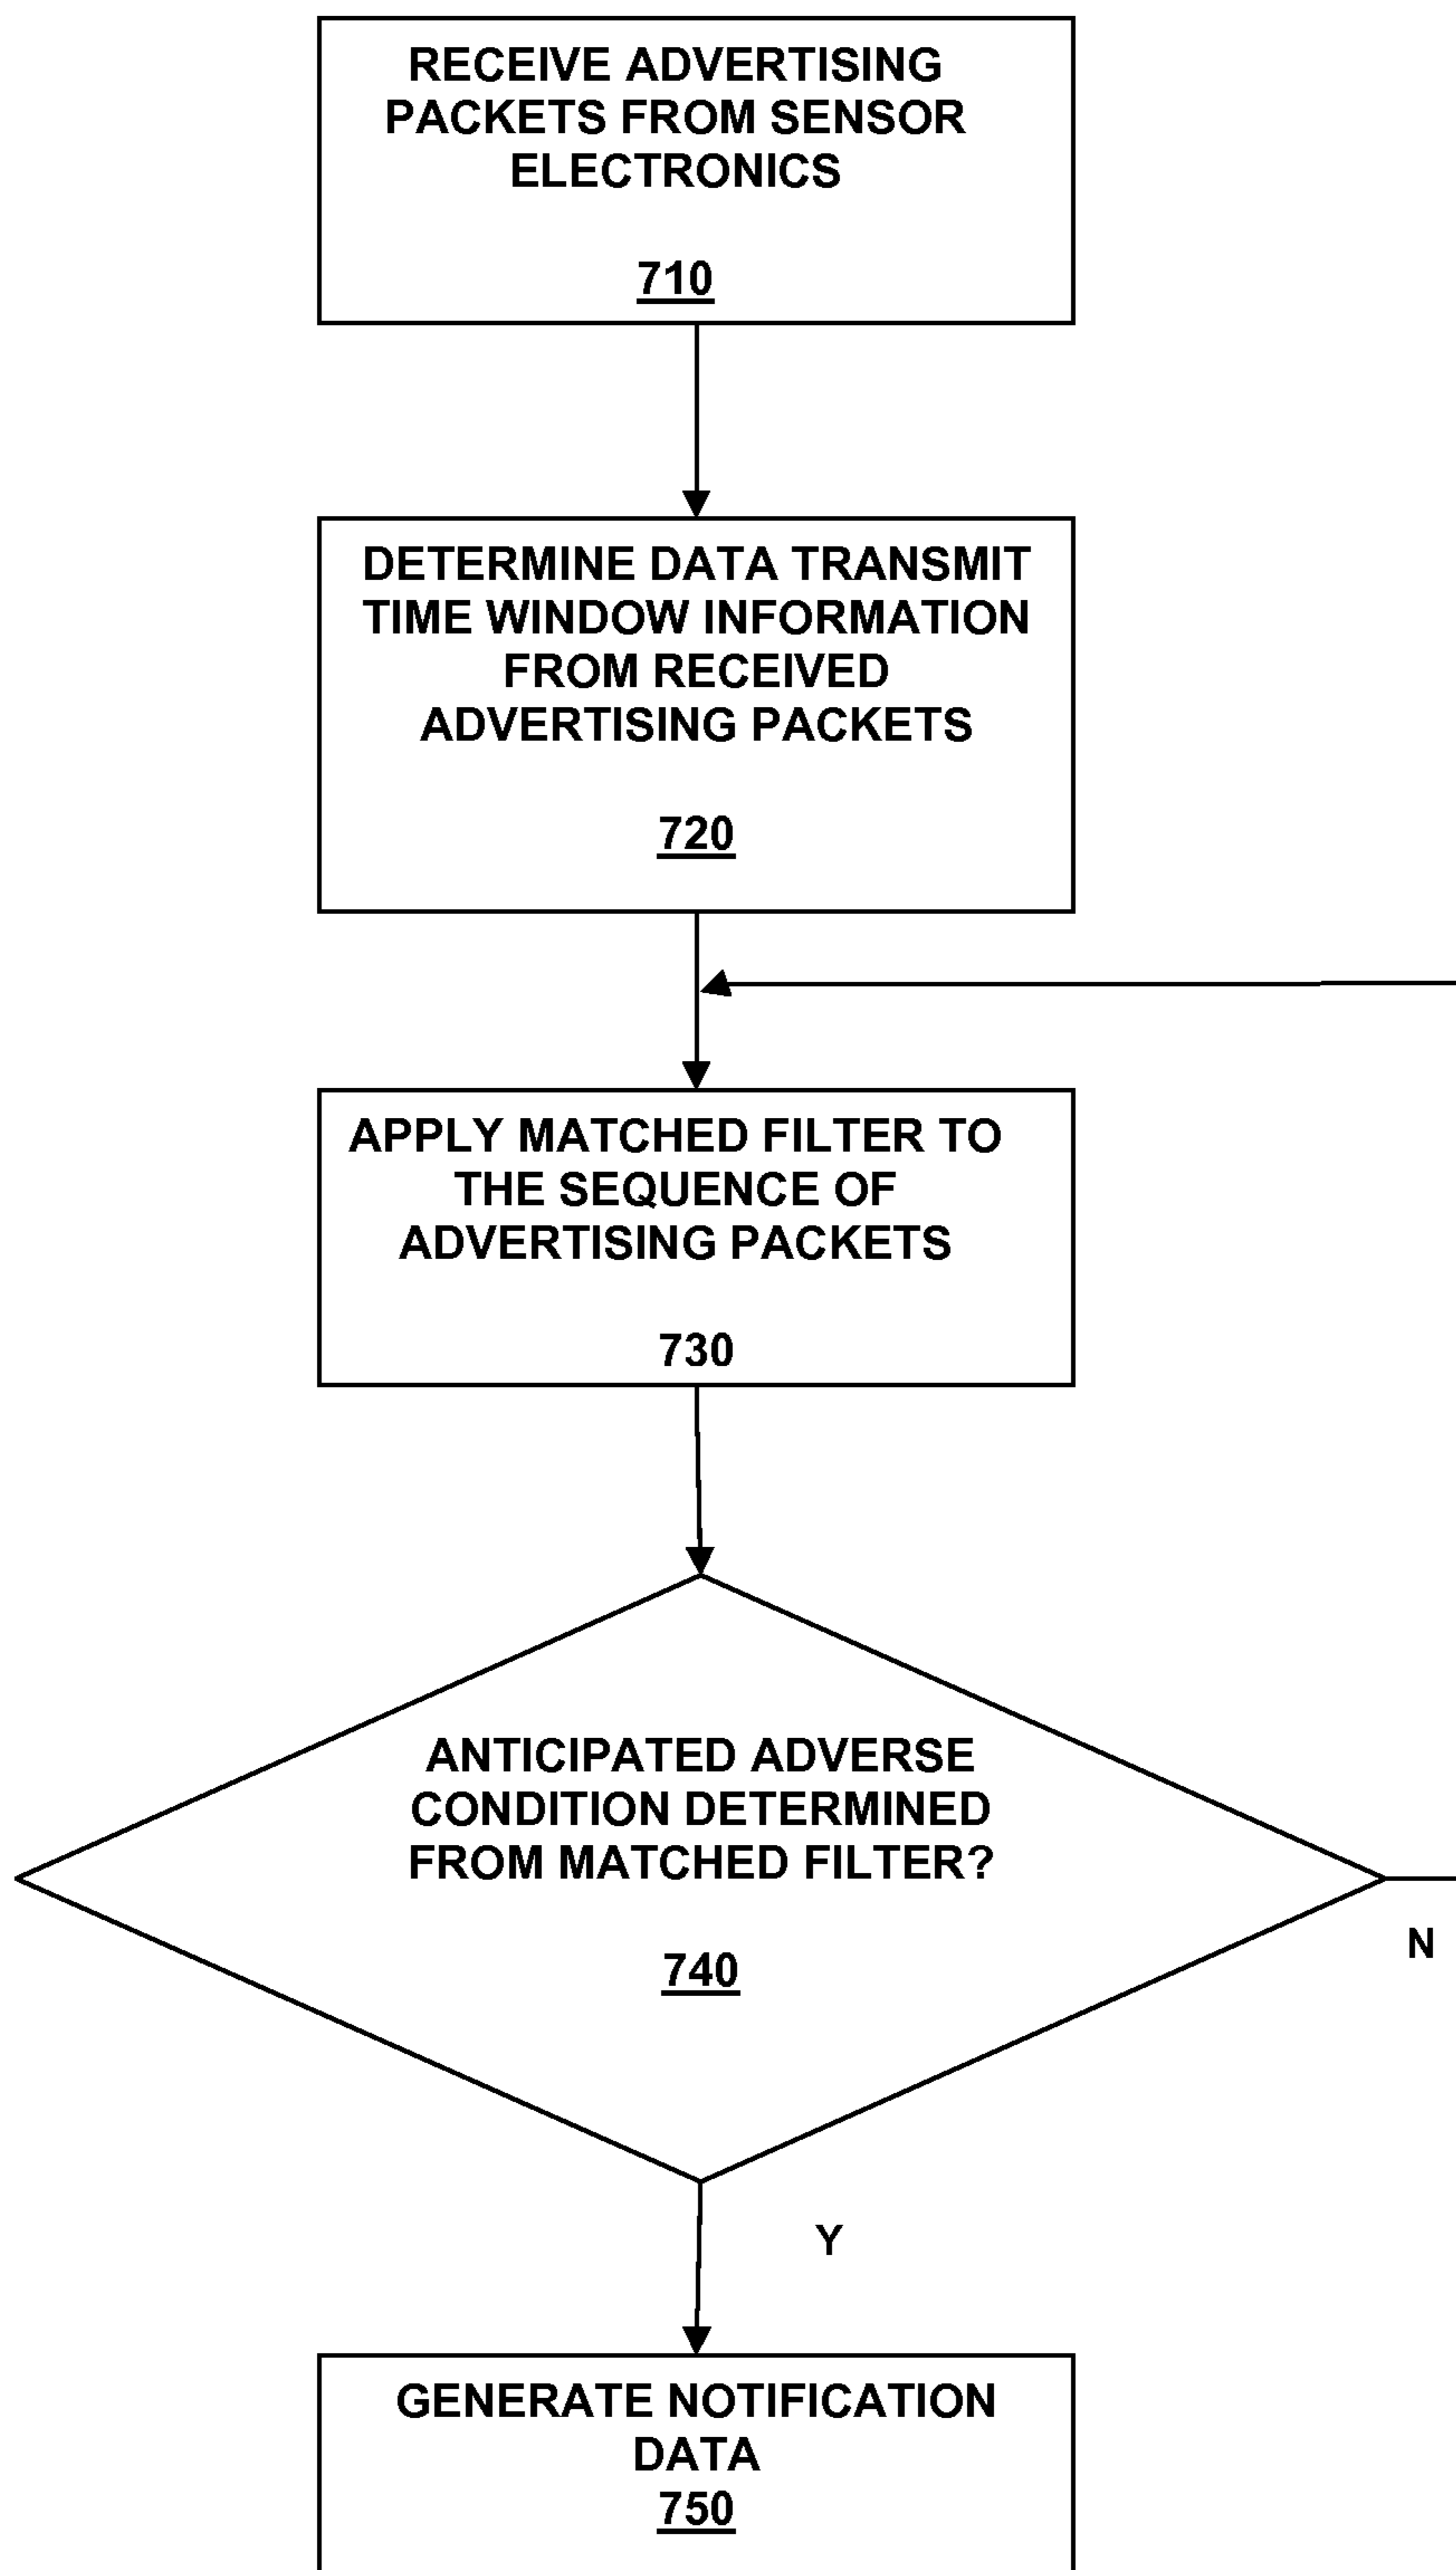 RECEIVE ADVERTISING
PACKETS FROM SENSOR
ELECTRONICS
710
DETERMINE DATA TRANSMIT
TIME WINDOW INFORMATION
FROM RECEIVED
ADVERTISING PACKETS
720
APPLY MATCHED FILTER TO
THE SEQUENCE OF
ADVERTISING PACKETS
730
ANTICIPATED ADVERSE
CONDITION DETERMINED
FROM MATCHED FILTER?
740
N
Y
GENERATE NOTIFICATION
DATA
750